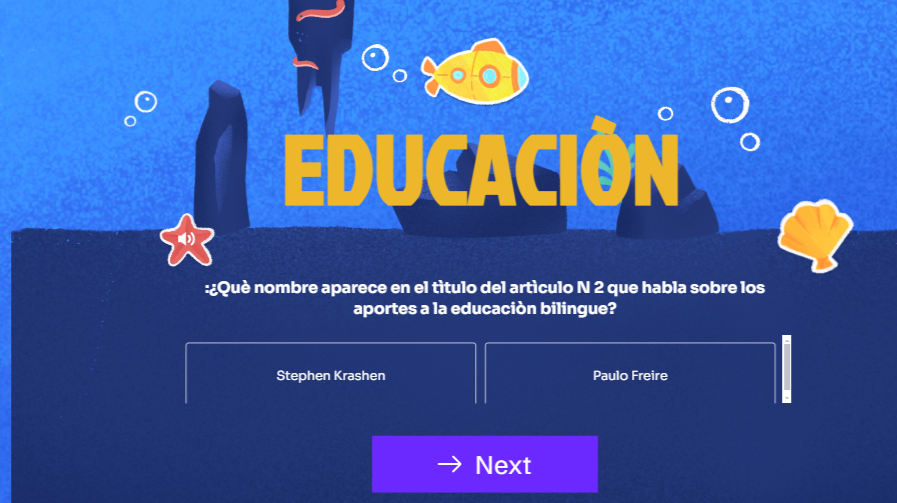 EDUCACIÒN
:¿Què nombre aparece en el tìtulo del artìculo N 2 que habla sobre los
aportes a la educaciòn bilingue?
Stephen Krashen
Paulo Freire
→ Next